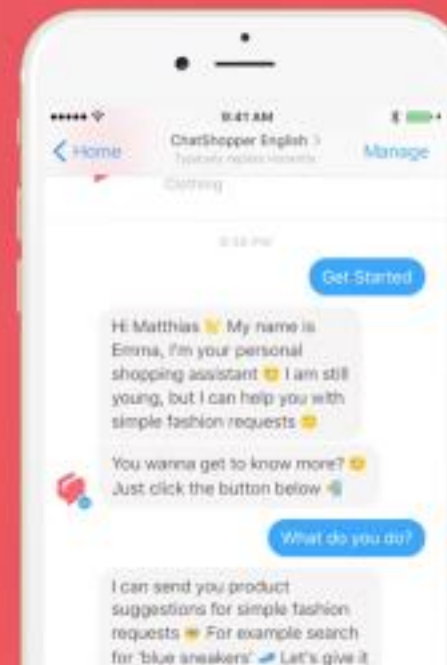 9:41 AM
Home
ChatShopper English
Typically replies instantly
Manage
Clothing
Get Started
Hi Matthias 👋 My name is
Emma, I'm your personal
shopping assistant 😊 I am still
young, but I can help you with
simple fashion requests 😊
You wanna get to know more? 😊
Just click the button below
What do you do?
I can send you product
suggestions for simple fashion
requests For example search
for 'blue sneakers' Let's give it